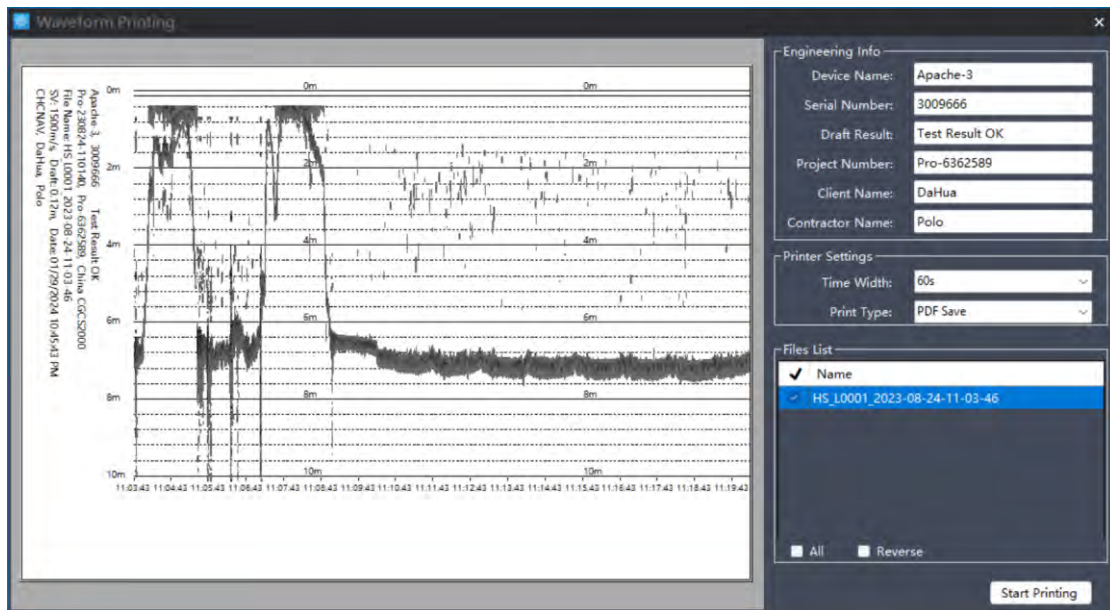 Waveform Printing
Apache-3, 3009666 Test Result OK
Pro-230824-110140, Pro-6362589, China CGCS2000
File Name: HS_L0001_2023-08-24-11-03-46
SV: 1500m/s Draft: 0.12m, Date: 01/29/2024 10:45:43 PM
CHCNAV, DaHua, Polo
0m 0m 0m
2m 2m 2m
4m 4m 4m
6m 6m 6m
8m 8m 8m
10m 10m 10m
11:03:43 11:04:43 11:05:43 11:06:43 11:07:43 11:08:43 11:09:43 11:10:43 11:11:43 11:12:43 11:13:43 11:14:43 11:15:43 11:16:43 11:17:43 11:18:43 11:19:43
Engineering Info
Device Name: Apache-3
Serial Number: 3009666
Draft Result: Test Result OK
Project Number: Pro-6362589
Client Name: DaHua
Contractor Name: Polo
Printer Settings
Time Width: 60s
Print Type: PDF Save
Files List
Name
HS_L0001_2023-08-24-11-03-46
All Reverse
Start Printing